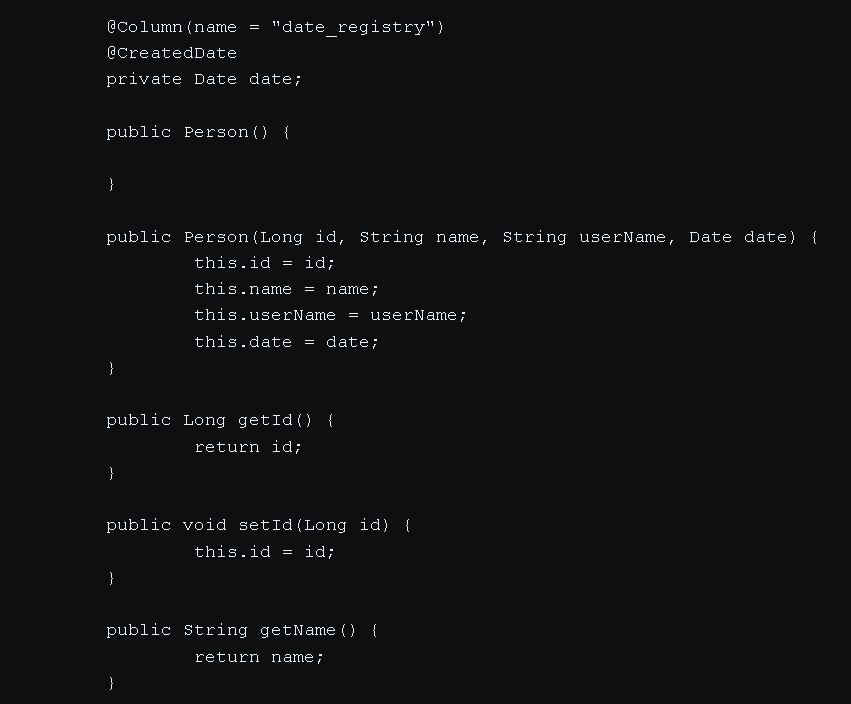 @Column(name = "date_registry")
@CreatedDate
private Date date;
public Person() {
}
public Person(Long id, String name, String userName, Date date) {
this.id = id;
this.name = name;
this.userName = userName;
this.date = date;
}
public Long getId() {
return id;
}
public void setId(Long id) {
this.id = id;
}
public String getName() {
return name;
}